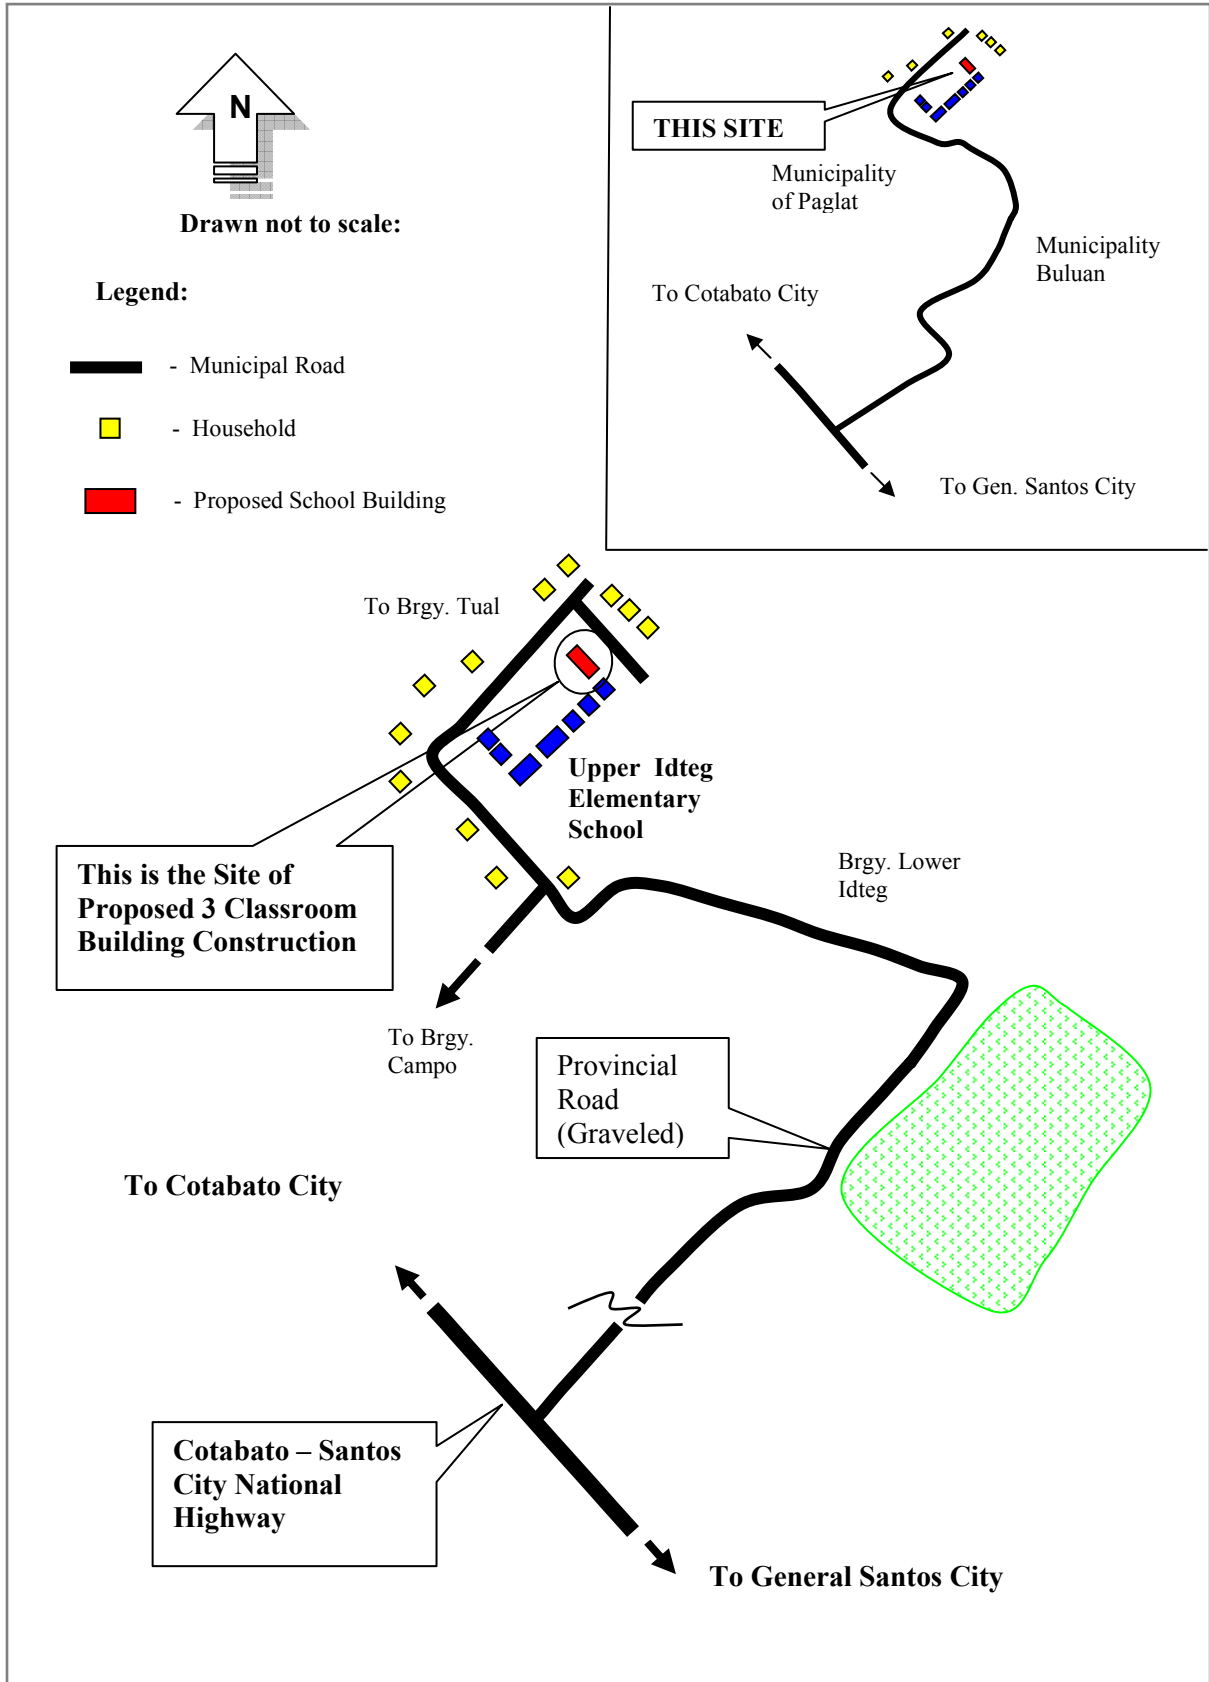 N
Drawn not to scale:
Legend:
- Municipal Road
- Household
- Proposed School Building
THIS SITE
Municipality
of Paglat
Municipality
Buluan
To Cotabato City
To Gen. Santos City
To Brgy. Tual
Upper Idteg
Elementary
School
This is the Site of
Proposed 3 Classroom
Building Construction
Brgy. Lower
Idteg
To Brgy.
Campo
Provincial
Road
(Graveled)
To Cotabato City
Cotabato – Santos
City National
Highway
To General Santos City